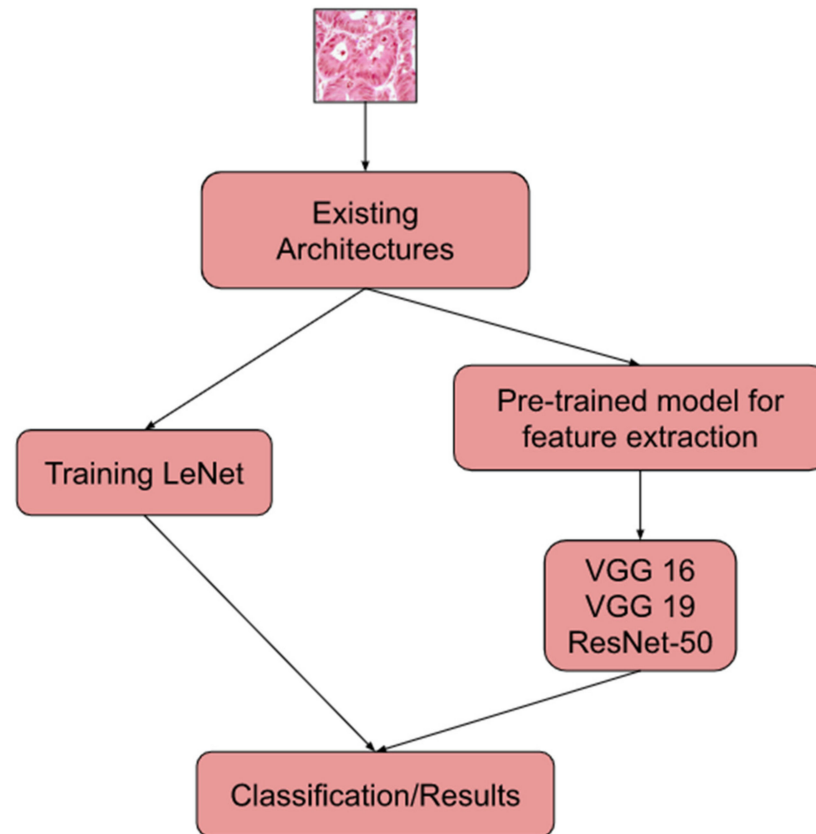 Existing
Architectures
Pre-trained model for
feature extraction
Training LeNet
VGG 16
VGG 19
ResNet-50
Classification/Results